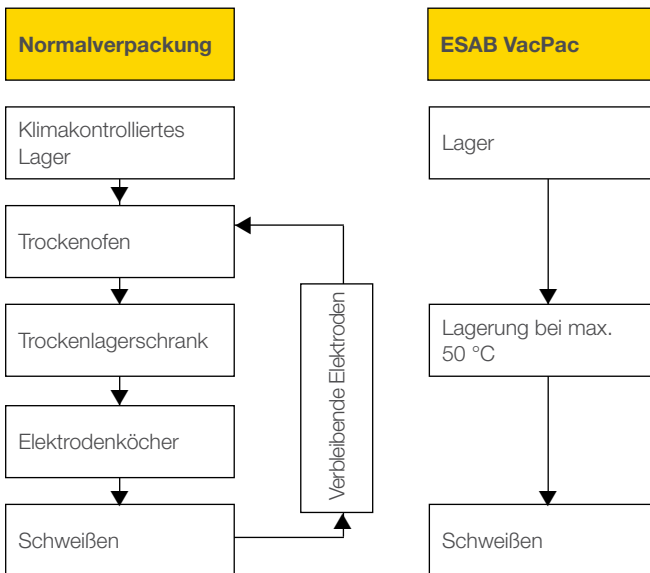 Normalverpackung
Klimakontrolliertes
Lager
Trockenofen
Trockenlagerschrank
Elektrodenköcher
Schweißen
Verbleibende Elektroden
ESAB VacPac
Lager
Lagerung bei max.
50 °C
Schweißen